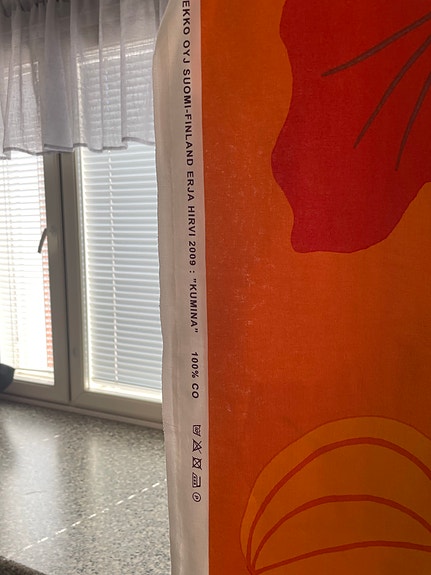 EKKO OYJ SUOMI-FINLAND ERJA HIRVI 2009 : "KUMINA" 100% CO